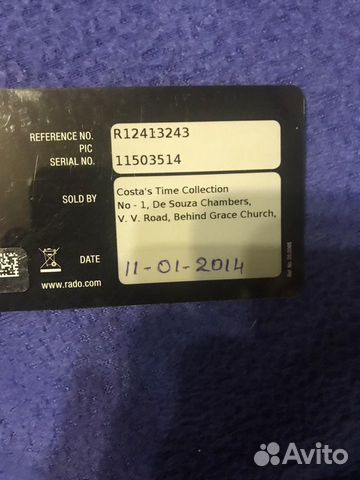 REFERENCE NO. R12413243
PIC
SERIAL NO. 11503514
SOLD BY Costa's Time Collection
No - 1, De Souza Chambers,
V. V. Road, Behind Grace Church,
DATE 11-01-2014
www.rado.com
Avito